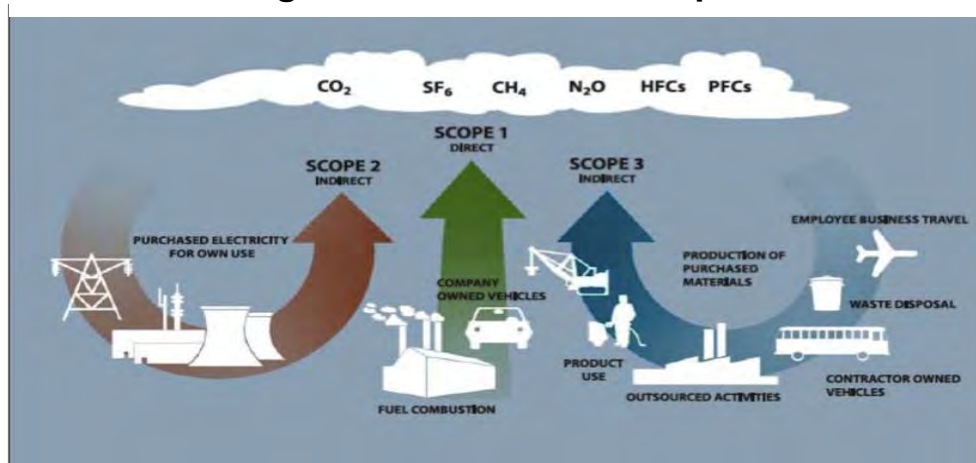 CO₂ SF₆ CH₄ N₂O HFCs PFCs
SCOPE 1
DIRECT
SCOPE 2
INDIRECT
SCOPE 3
INDIRECT
PURCHASED ELECTRICITY
FOR OWN USE
COMPANY
OWNED VEHICLES
FUEL COMBUSTION
PRODUCT
USE
PRODUCTION OF
PURCHASED
MATERIALS
OUTSOURCED ACTIVITIES
EMPLOYEE BUSINESS TRAVEL
WASTE DISPOSAL
CONTRACTOR OWNED
VEHICLES